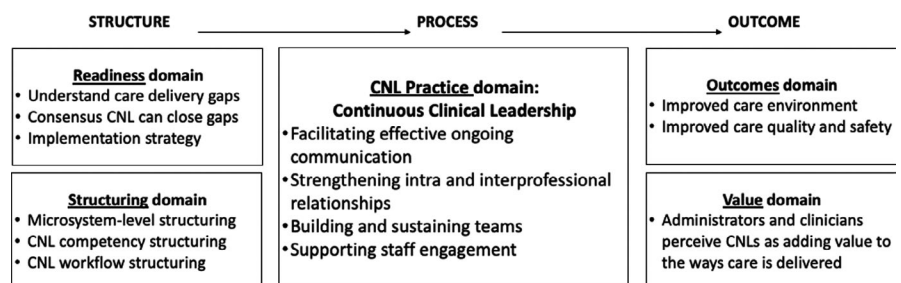 STRUCTURE
PROCESS
OUTCOME
Readiness domain
• Understand care delivery gaps
• Consensus CNL can close gaps
• Implementation strategy
Structuring domain
• Microsystem-level structuring
• CNL competency structuring
• CNL workflow structuring
CNL Practice domain:
Continuous Clinical Leadership
•Facilitating effective ongoing
communication
•Strengthening intra and interprofessional
relationships
•Building and sustaining teams
•Supporting staff engagement
Outcomes domain
• Improved care environment
• Improved care quality and safety
Value domain
• Administrators and clinicians
perceive CNLs as adding value to
the ways care is delivered